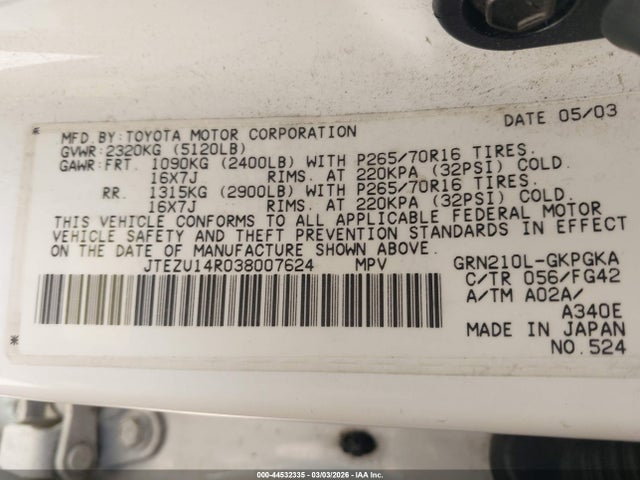 DATE 05/03
MFD. BY: TOYOTA MOTOR CORPORATION
GVWR: 2320KG (5120LB)
GAWR: FRT. 1090KG (2400LB) WITH P265/70R16 TIRES.
16X7J RIMS. AT 220KPA (32PSI) COLD.
RR. 1315KG (2900LB) WITH P265/70R16 TIRES.
16X7J RIMS. AT 220KPA (32PSI) COLD.
THIS VEHICLE CONFORMS TO ALL APPLICABLE FEDERAL MOTOR
VEHICLE SAFETY AND THEFT PREVENTION STANDARDS IN EFFECT
ON THE DATE OF MANUFACTURE SHOWN ABOVE.
JTEZU14R038007624 MPV GRN210L-GKPGKA
C/TR 056/FG42
A/TM A02A/
A340E
MADE IN JAPAN
NO. 524
000-44532335 - 03/03/2026 - IAA Inc.